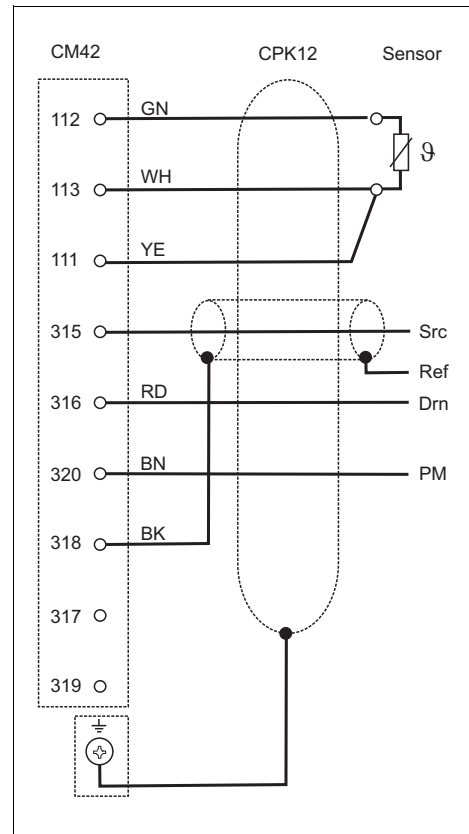 CM42 CPK12 Sensor
112 GN
ϑ
113 WH
111 YE
315 Src
Ref
316 RD Drn
320 BN PM
318 BK
317
319